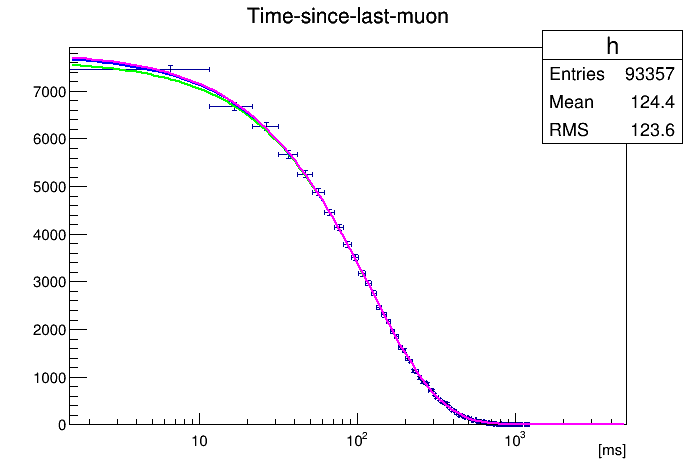 Time-since-last-muon
h
Entries 93357
Mean 124.4
RMS 123.6
7000
6000
5000
4000
3000
2000
1000
0
10 10² 10³
[ms]